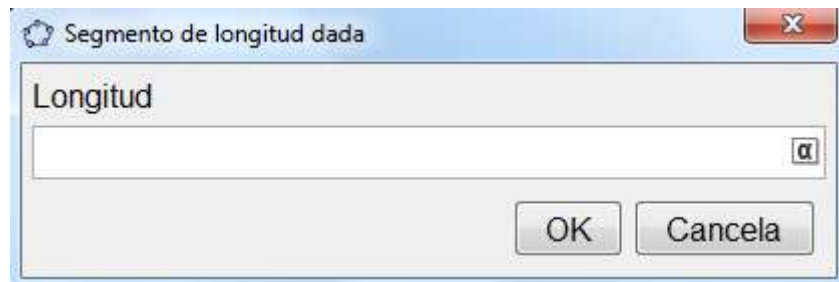 Segmento de longitud dada
Longitud
α
OK Cancela